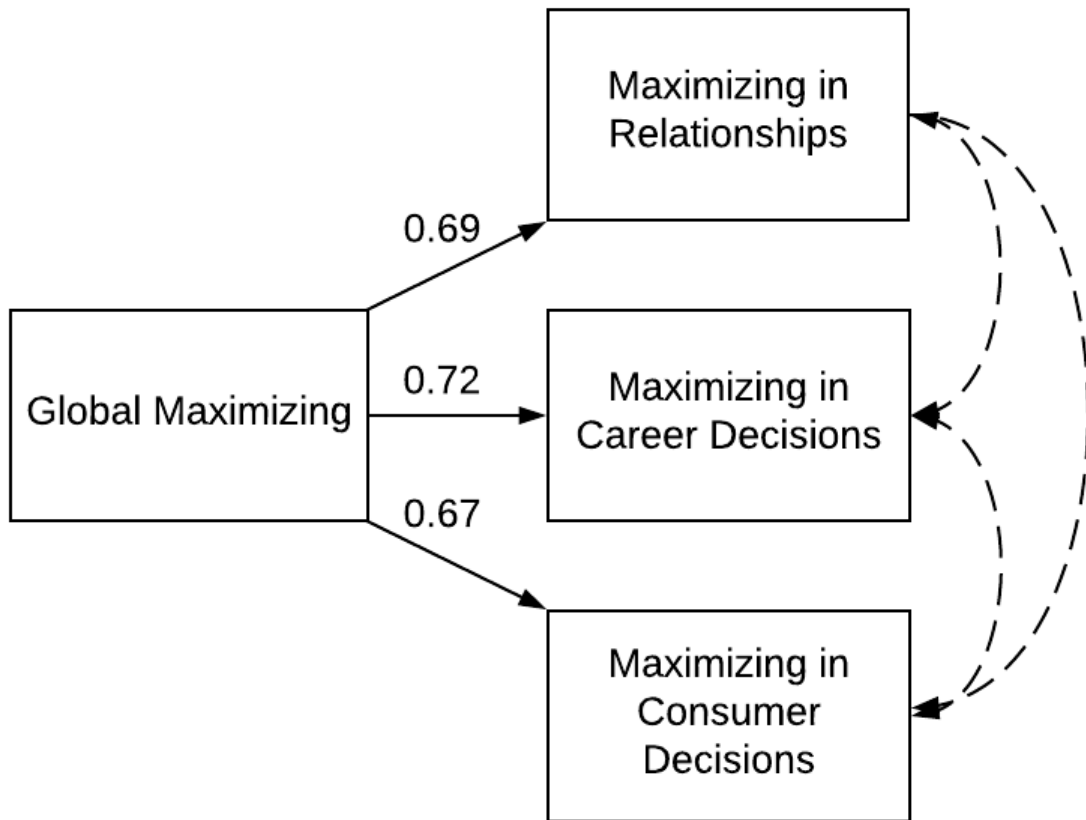 Maximizing in
Relationships
0.69
Global Maximizing
0.72
Maximizing in
Career Decisions
0.67
Maximizing in
Consumer
Decisions